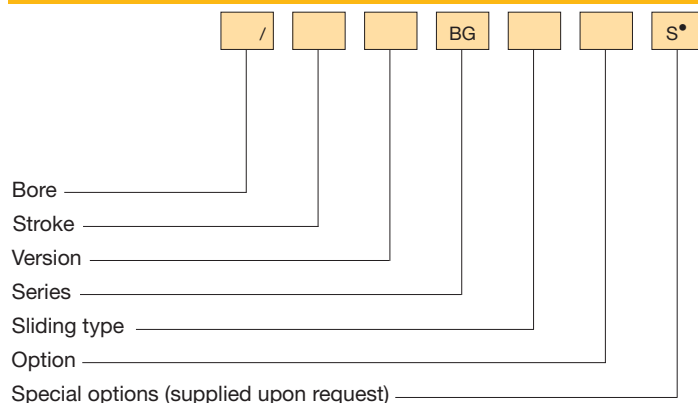 / BG S•
Bore
Stroke
Version
Series
Sliding type
Option
Special options (supplied upon request)